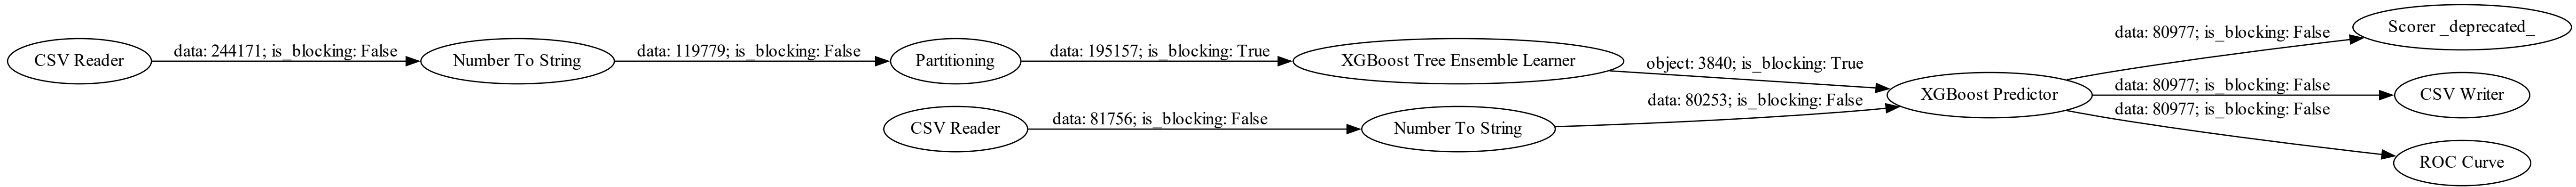 CSV Reader
data: 244171; is_blocking: False
Number To String
data: 119779; is_blocking: False
Partitioning
data: 195157; is_blocking: True
XGBoost Tree Ensemble Learner
object: 3840; is_blocking: True
CSV Reader
data: 81756; is_blocking: False
Number To String
data: 80253; is_blocking: False
XGBoost Predictor
data: 80977; is_blocking: False
Scorer _deprecated_
data: 80977; is_blocking: False
CSV Writer
data: 80977; is_blocking: False
ROC Curve